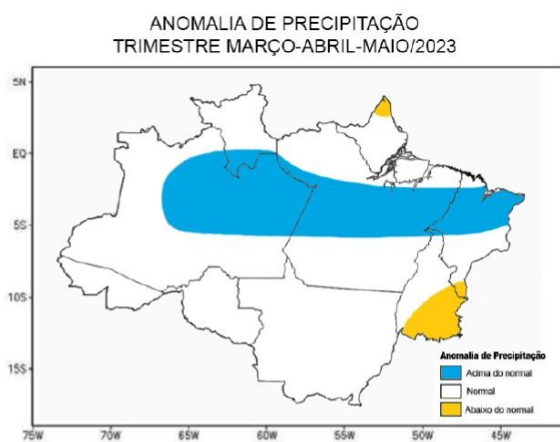 ANOMALIA DE PRECIPITAÇÃO
TRIMESTRE MARÇO-ABRIL-MAIO/2023
5N
EQ
5S
10S
15S
75W 70W 65W 60W 55W 50W 45W
Anomalia de Precipitação
Acima do normal
Normal
Abaixo do normal